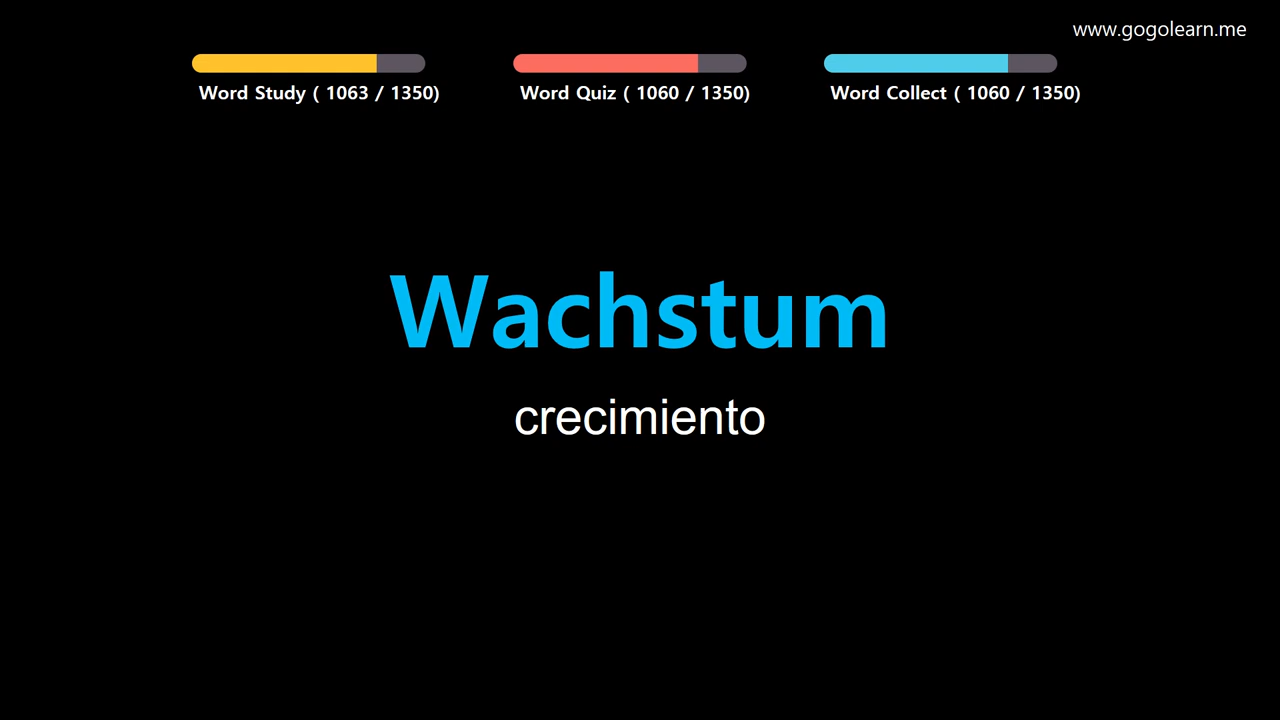 www.gogolearn.me
Word Study ( 1063 / 1350)
Word Quiz ( 1060 / 1350)
Word Collect ( 1060 / 1350)
Wachstum
crecimiento